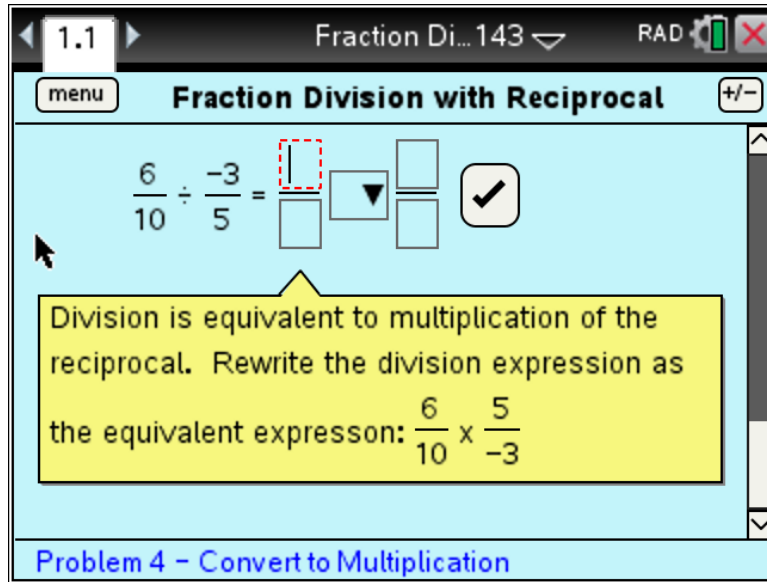 1.1 Fraction Di...143 RAD
menu Fraction Division with Reciprocal +/-
6/10 ÷ -3/5 =
Division is equivalent to multiplication of the
reciprocal. Rewrite the division expression as
the equivalent expresson: 6/10 x 5/-3
Problem 4 - Convert to Multiplication